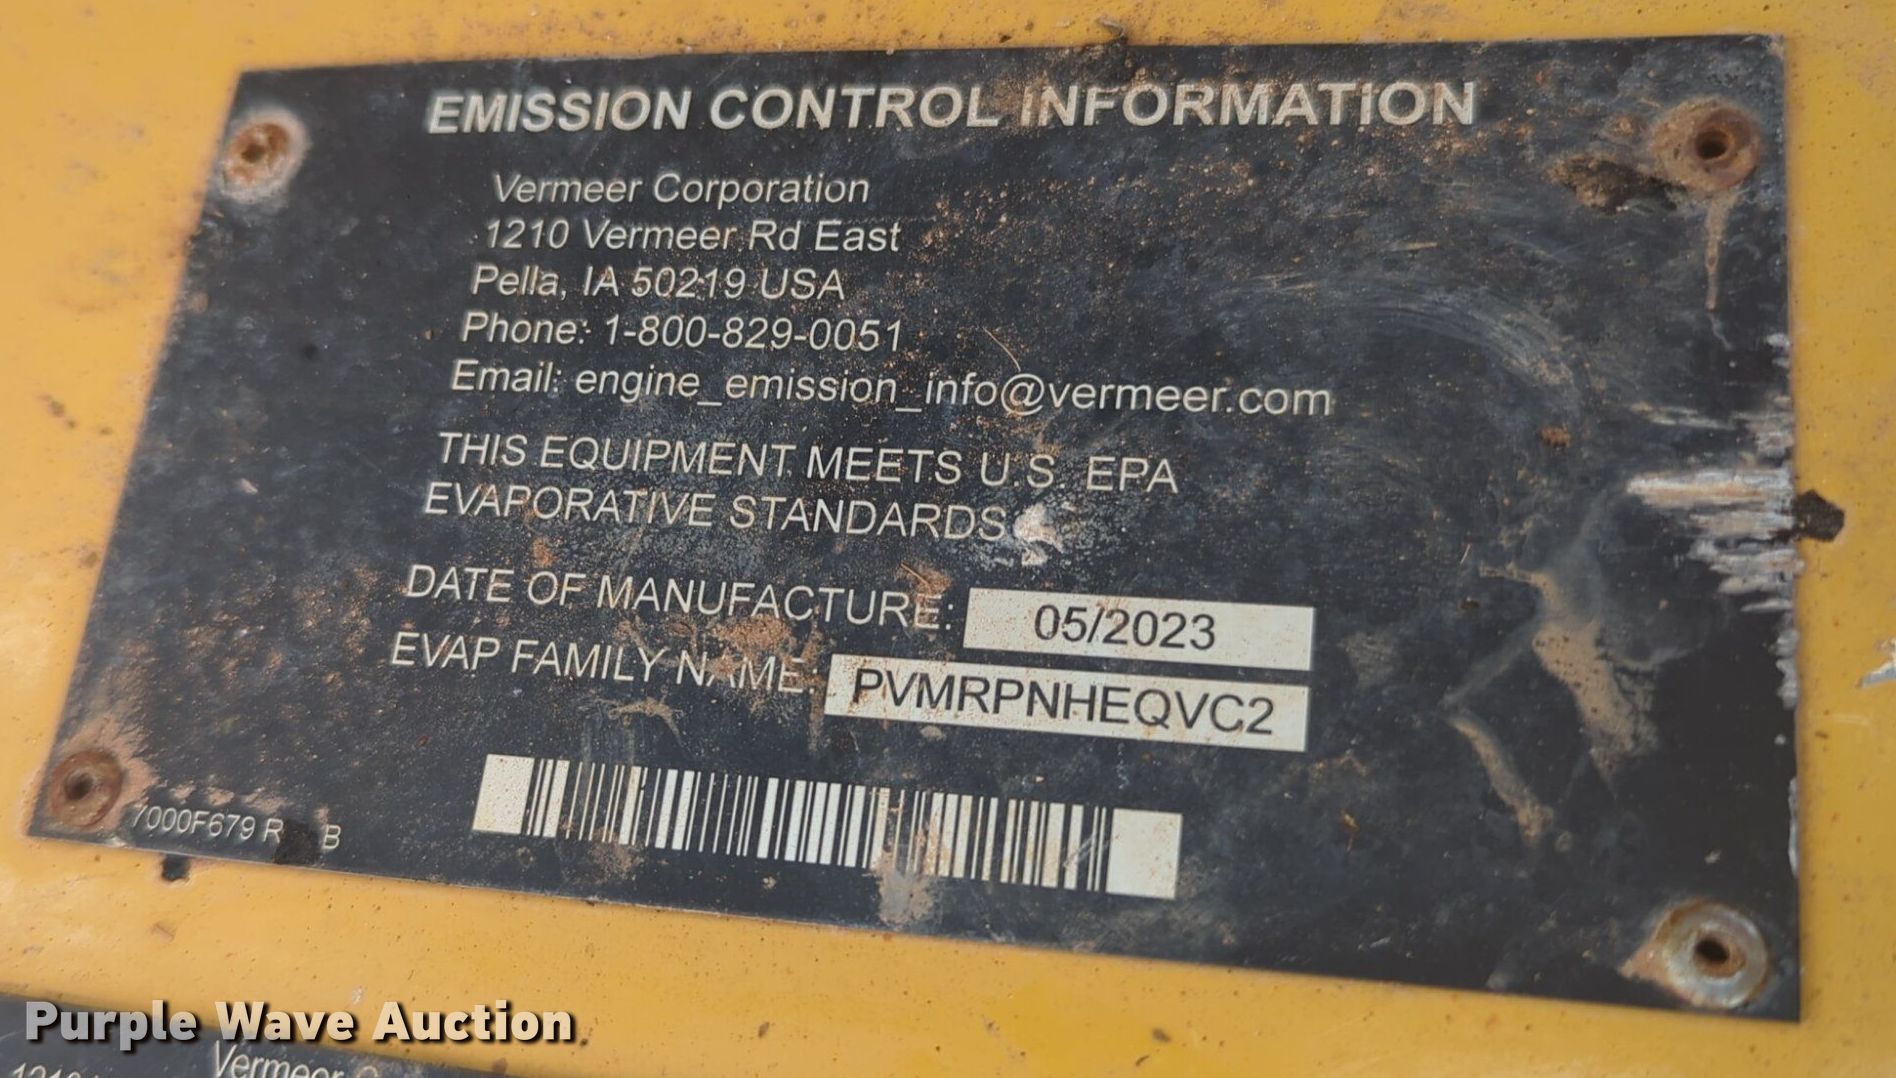 EMISSION CONTROL INFORMATION
Vermeer Corporation
1210 Vermeer Rd East
Pella, IA 50219 USA
Phone: 1-800-829-0051
Email: engine_emission_info@vermeer.com
THIS EQUIPMENT MEETS U.S. EPA
EVAPORATIVE STANDARDS
DATE OF MANUFACTURE: 05/2023
EVAP FAMILY NAME: PVMRPNHEQVC2
7000F679 R B
Purple Wave Auction
Vermeer